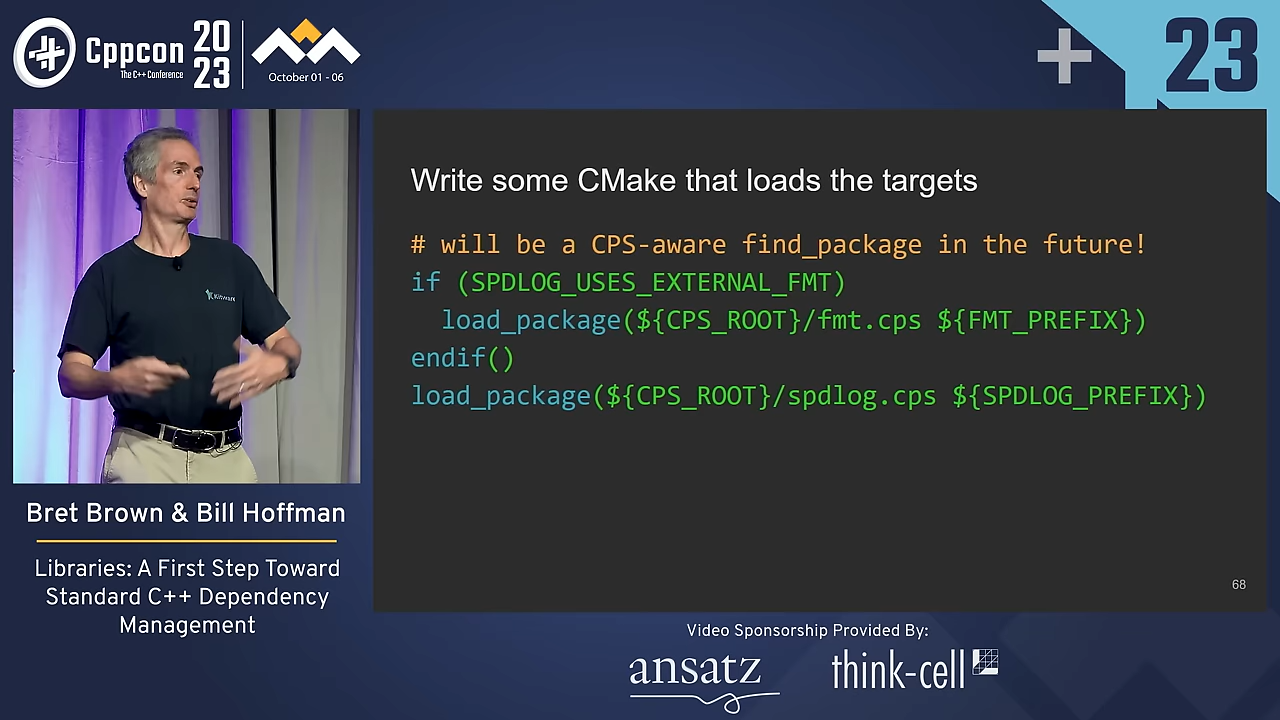 Cppcon
The C++ Conference
20
23
October 01 - 06
23
Kitware
Write some CMake that loads the targets
# will be a CPS-aware find_package in the future!
if (SPDLOG_USES_EXTERNAL_FMT)
  load_package(${CPS_ROOT}/fmt.cps ${FMT_PREFIX})
endif()
load_package(${CPS_ROOT}/spdlog.cps ${SPDLOG_PREFIX})
68
Bret Brown & Bill Hoffman
Libraries: A First Step Toward
Standard C++ Dependency
Management
Video Sponsorship Provided By:
ansatz
think-cell